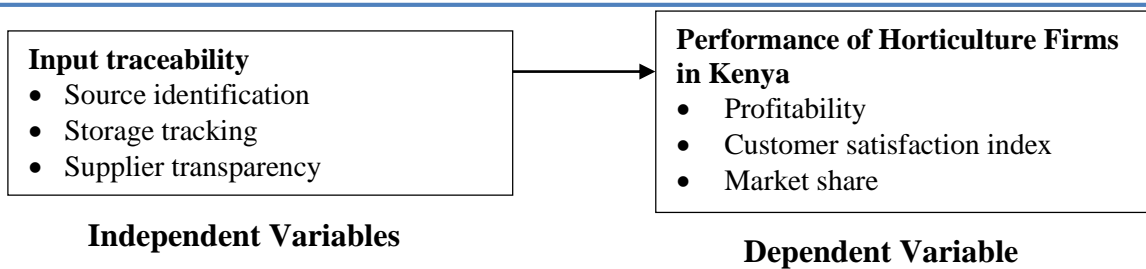 Input traceability
• Source identification
• Storage tracking
• Supplier transparency
Independent Variables
Performance of Horticulture Firms
in Kenya
• Profitability
• Customer satisfaction index
• Market share
Dependent Variable